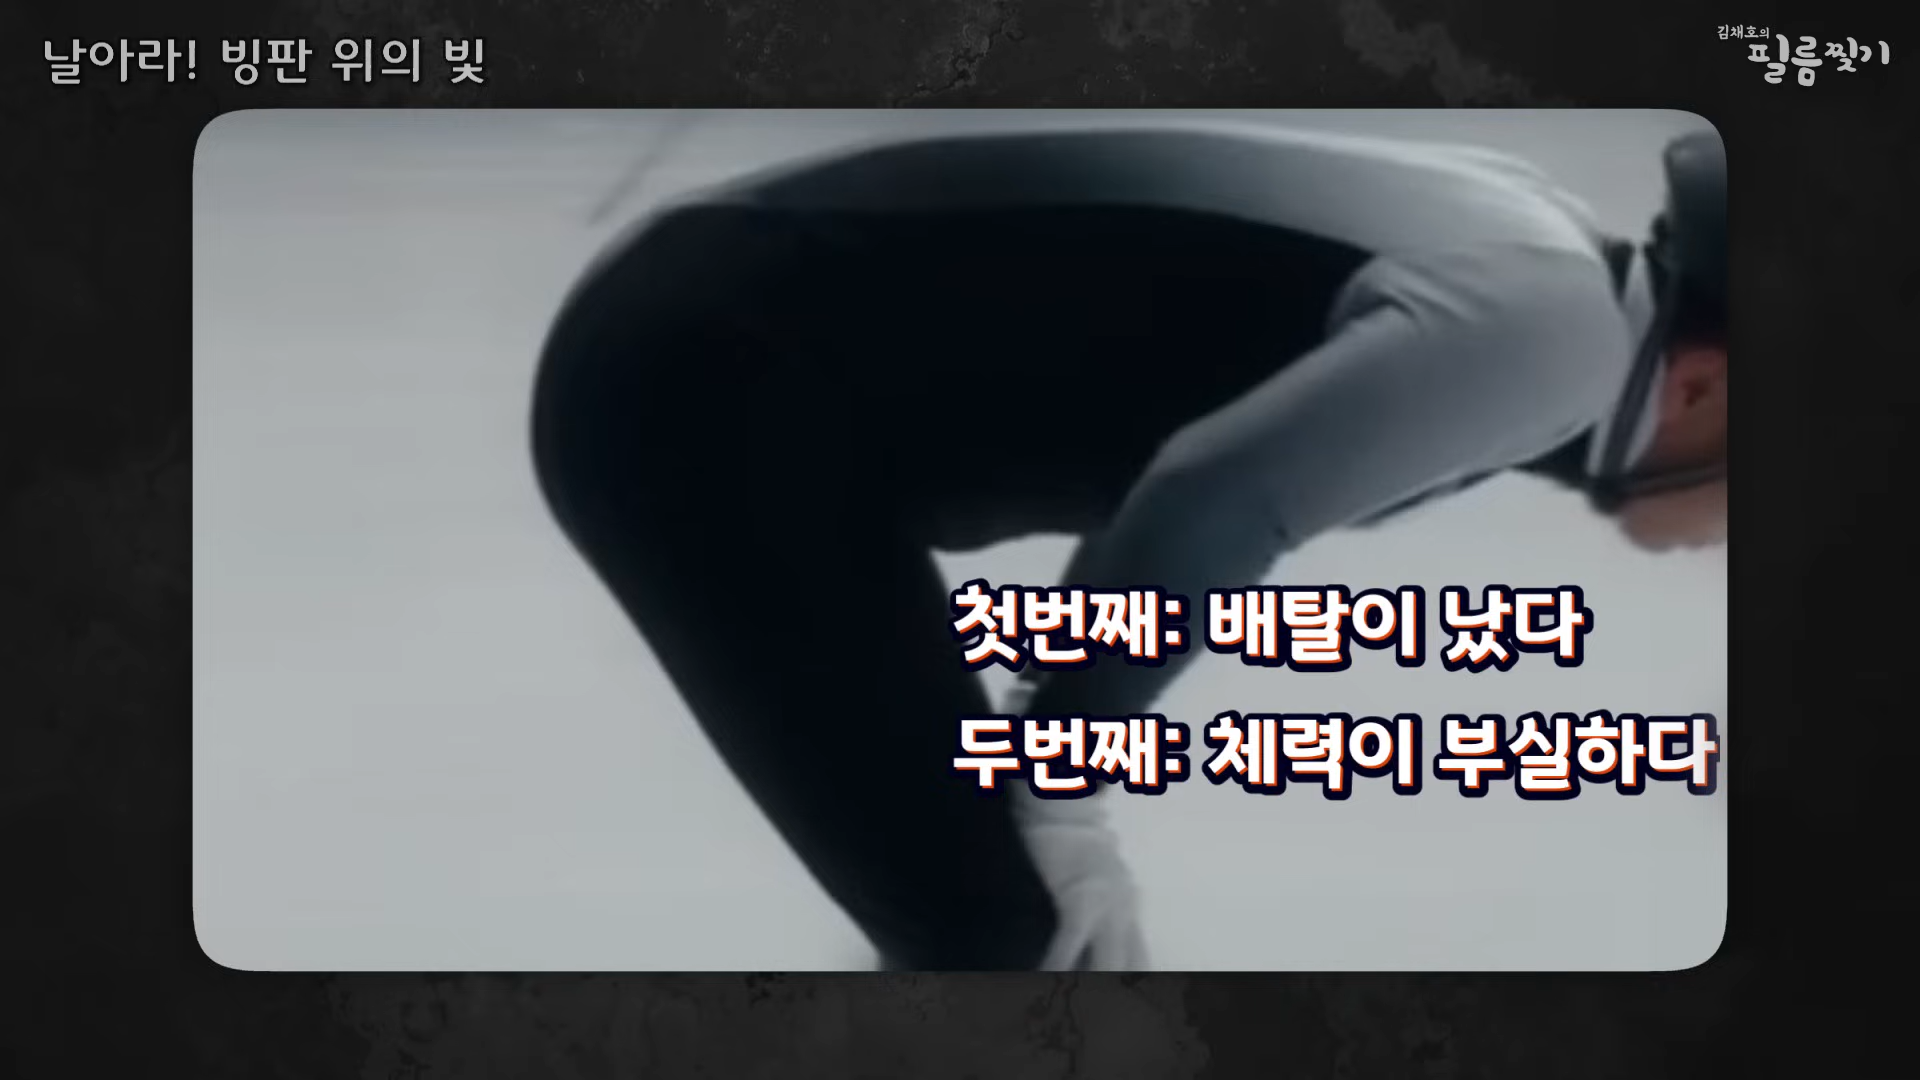 날아라! 빙판 위의 빛
김채호의
필름찢기
첫번째: 배탈이 났다
두번째: 체력이 부실하다